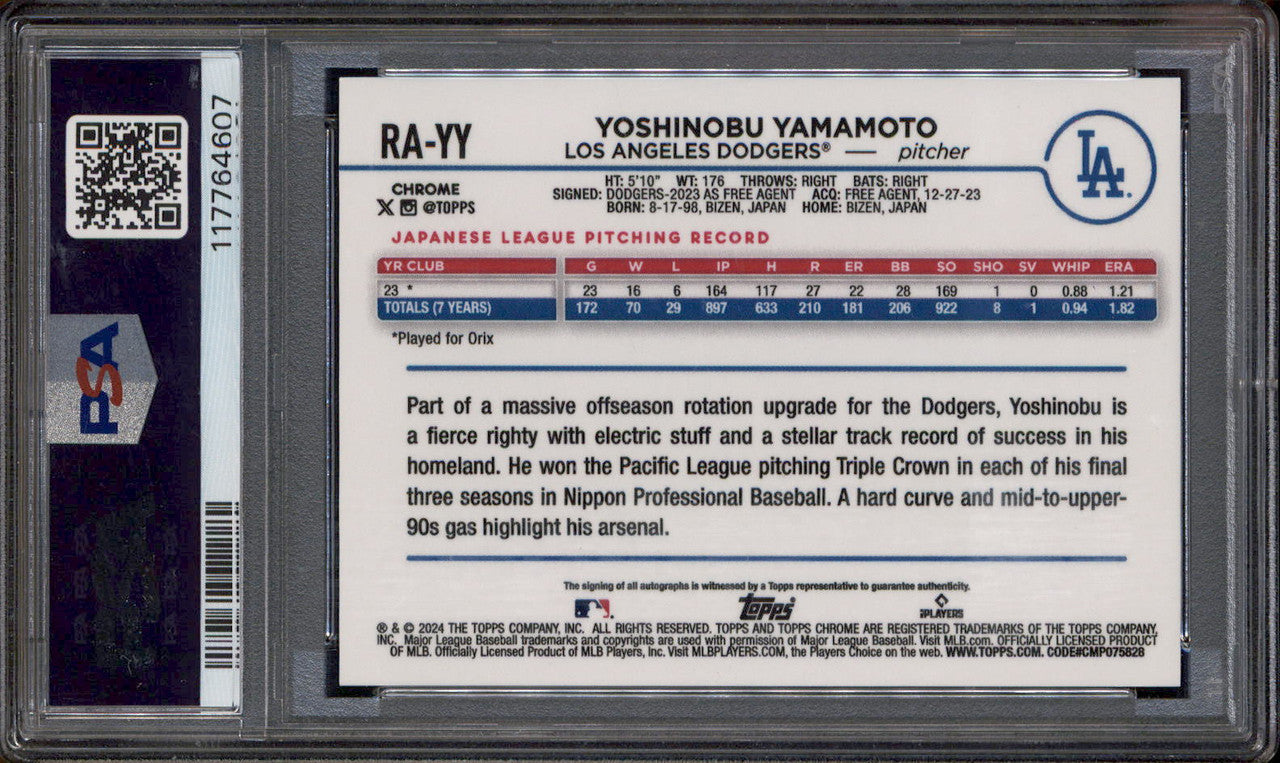 117764607
PSA
RA-YY
YOSHINOBU YAMAMOTO
LOS ANGELES DODGERS® — pitcher
LA
CHROME
X @TOPPS
HT: 5'10" WT: 176 THROWS: RIGHT BATS: RIGHT
SIGNED: DODGERS-2023 AS FREE AGENT ACQ: FREE AGENT, 12-27-23
BORN: 8-17-98, BIZEN, JAPAN HOME: BIZEN, JAPAN
JAPANESE LEAGUE PITCHING RECORD
YR CLUB G W L IP H R ER BB SO SHO SV WHIP ERA
23 * 23 16 6 164 117 27 22 28 169 1 0 0.88 1.21
TOTALS (7 YEARS) 172 70 29 897 633 210 181 206 922 8 1 0.94 1.82
*Played for Orix
Part of a massive offseason rotation upgrade for the Dodgers, Yoshinobu is
a fierce righty with electric stuff and a stellar track record of success in his
homeland. He won the Pacific League pitching Triple Crown in each of his final
three seasons in Nippon Professional Baseball. A hard curve and mid-to-upper-
90s gas highlight his arsenal.
The signing of all autographs is witnessed by a Topps representative to guarantee authenticity.
Topps
PLAYERS
® & © 2024 THE TOPPS COMPANY, INC. ALL RIGHTS RESERVED. TOPPS AND TOPPS CHROME ARE REGISTERED TRADEMARKS OF THE TOPPS COMPANY,
INC. Major League Baseball trademarks and copyrights are used with permission of Major League Baseball. Visit MLB.com. OFFICIALLY LICENSED PRODUCT
OF MLB. Officially Licensed Product of MLB Players, Inc. Visit MLBPLAYERS.COM, the Players Choice on the web. WWW.TOPPS.COM. CODE#CMP075828